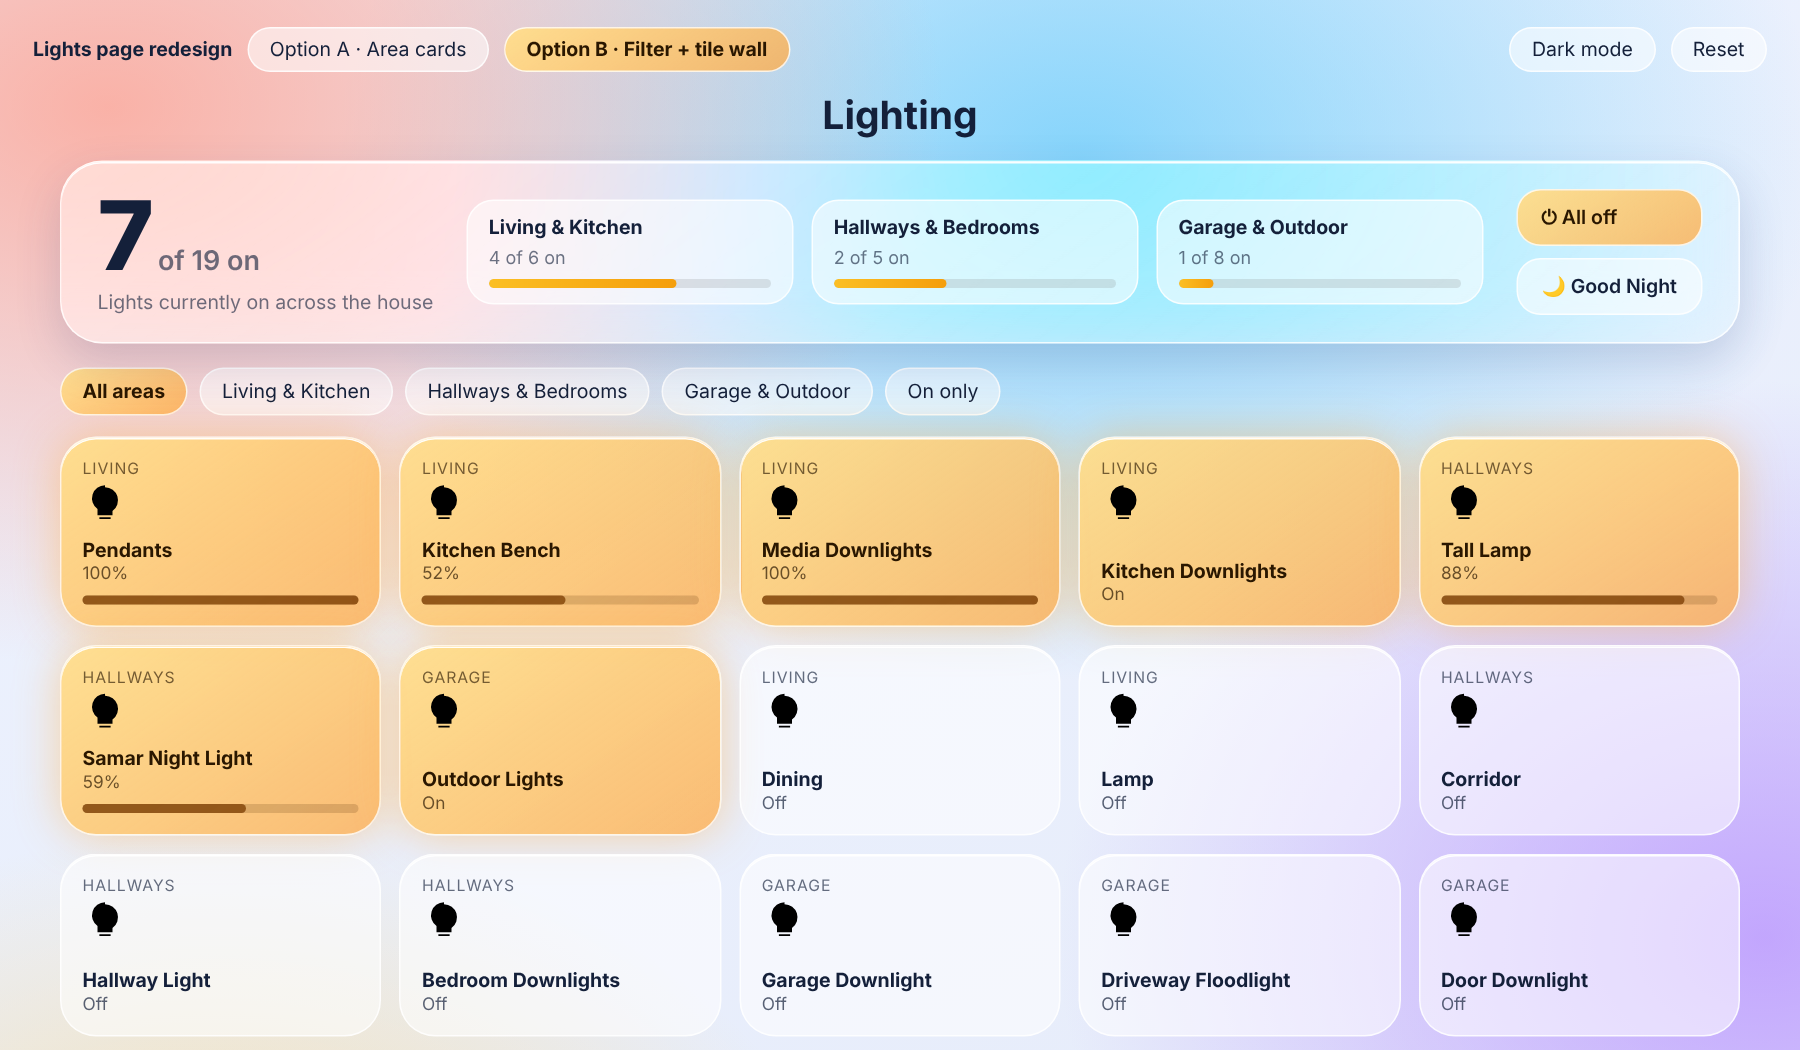 Lights page redesign
Option A · Area cards
Option B · Filter + tile wall
Dark mode
Reset
Lighting
7 of 19 on
Lights currently on across the house
Living & Kitchen
4 of 6 on
Hallways & Bedrooms
2 of 5 on
Garage & Outdoor
1 of 8 on
All off
Good Night
All areas
Living & Kitchen
Hallways & Bedrooms
Garage & Outdoor
On only
LIVING
Pendants
100%
LIVING
Kitchen Bench
52%
LIVING
Media Downlights
100%
LIVING
Kitchen Downlights
On
HALLWAYS
Tall Lamp
88%
HALLWAYS
Samar Night Light
59%
GARAGE
Outdoor Lights
On
LIVING
Dining
Off
LIVING
Lamp
Off
HALLWAYS
Corridor
Off
HALLWAYS
Hallway Light
Off
HALLWAYS
Bedroom Downlights
Off
GARAGE
Garage Downlight
Off
GARAGE
Driveway Floodlight
Off
GARAGE
Door Downlight
Off